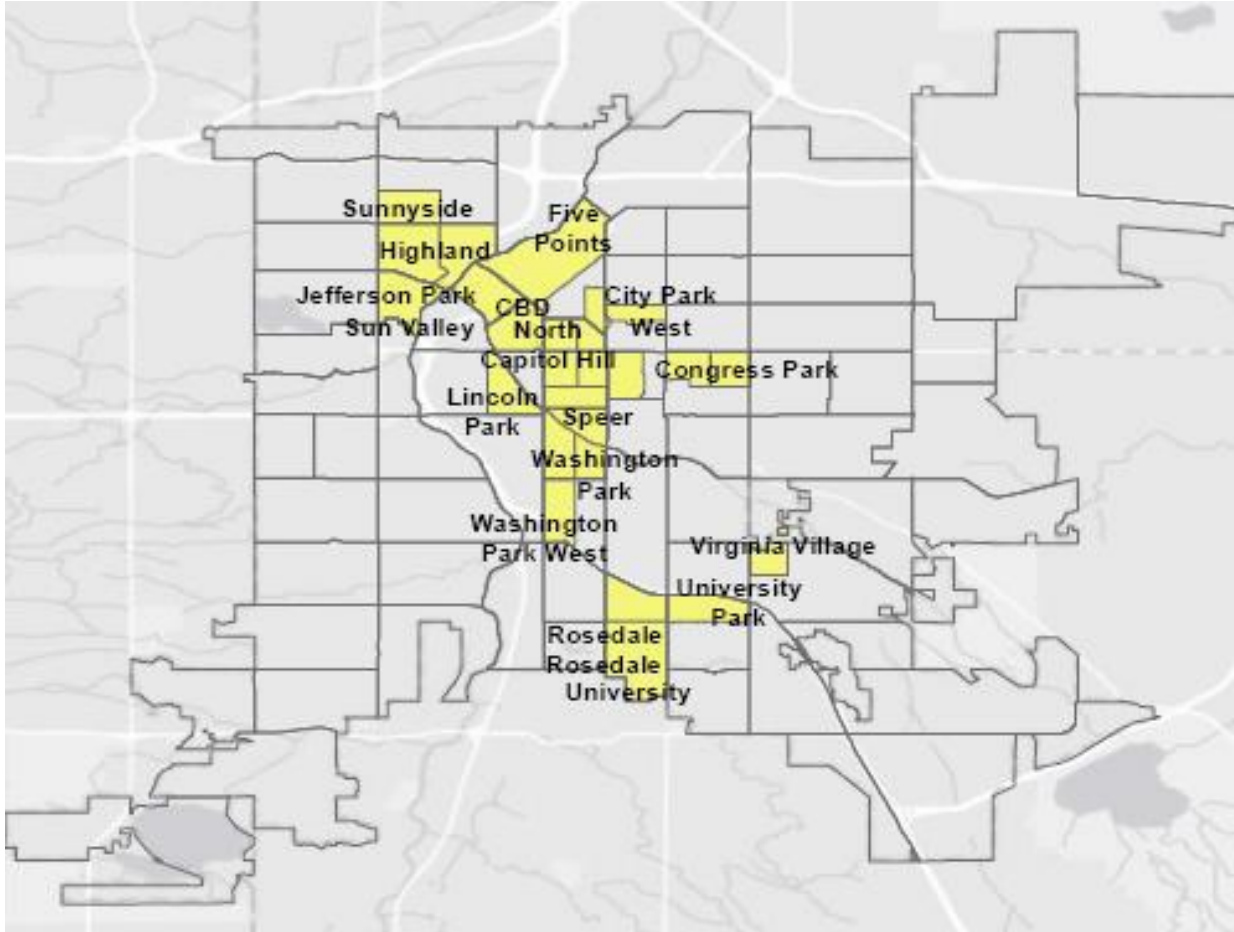 Sunnyside
Five
Points
Highland
Jefferson Park
CBD
City Park
West
Sun Valley
North
Capitol Hill
Congress Park
Lincoln
Park
Speer
Washington
Park
Washington
Park West
Virginia Village
University
Park
Rosedale
Rosedale
University